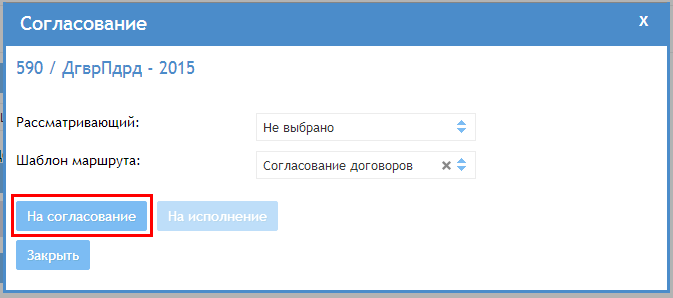 Согласование X
590 / ДгврПдрд - 2015
Рассматривающий: Не выбрано
Шаблон маршрута: Согласование договоров ×
На согласование На исполнение
Закрыть